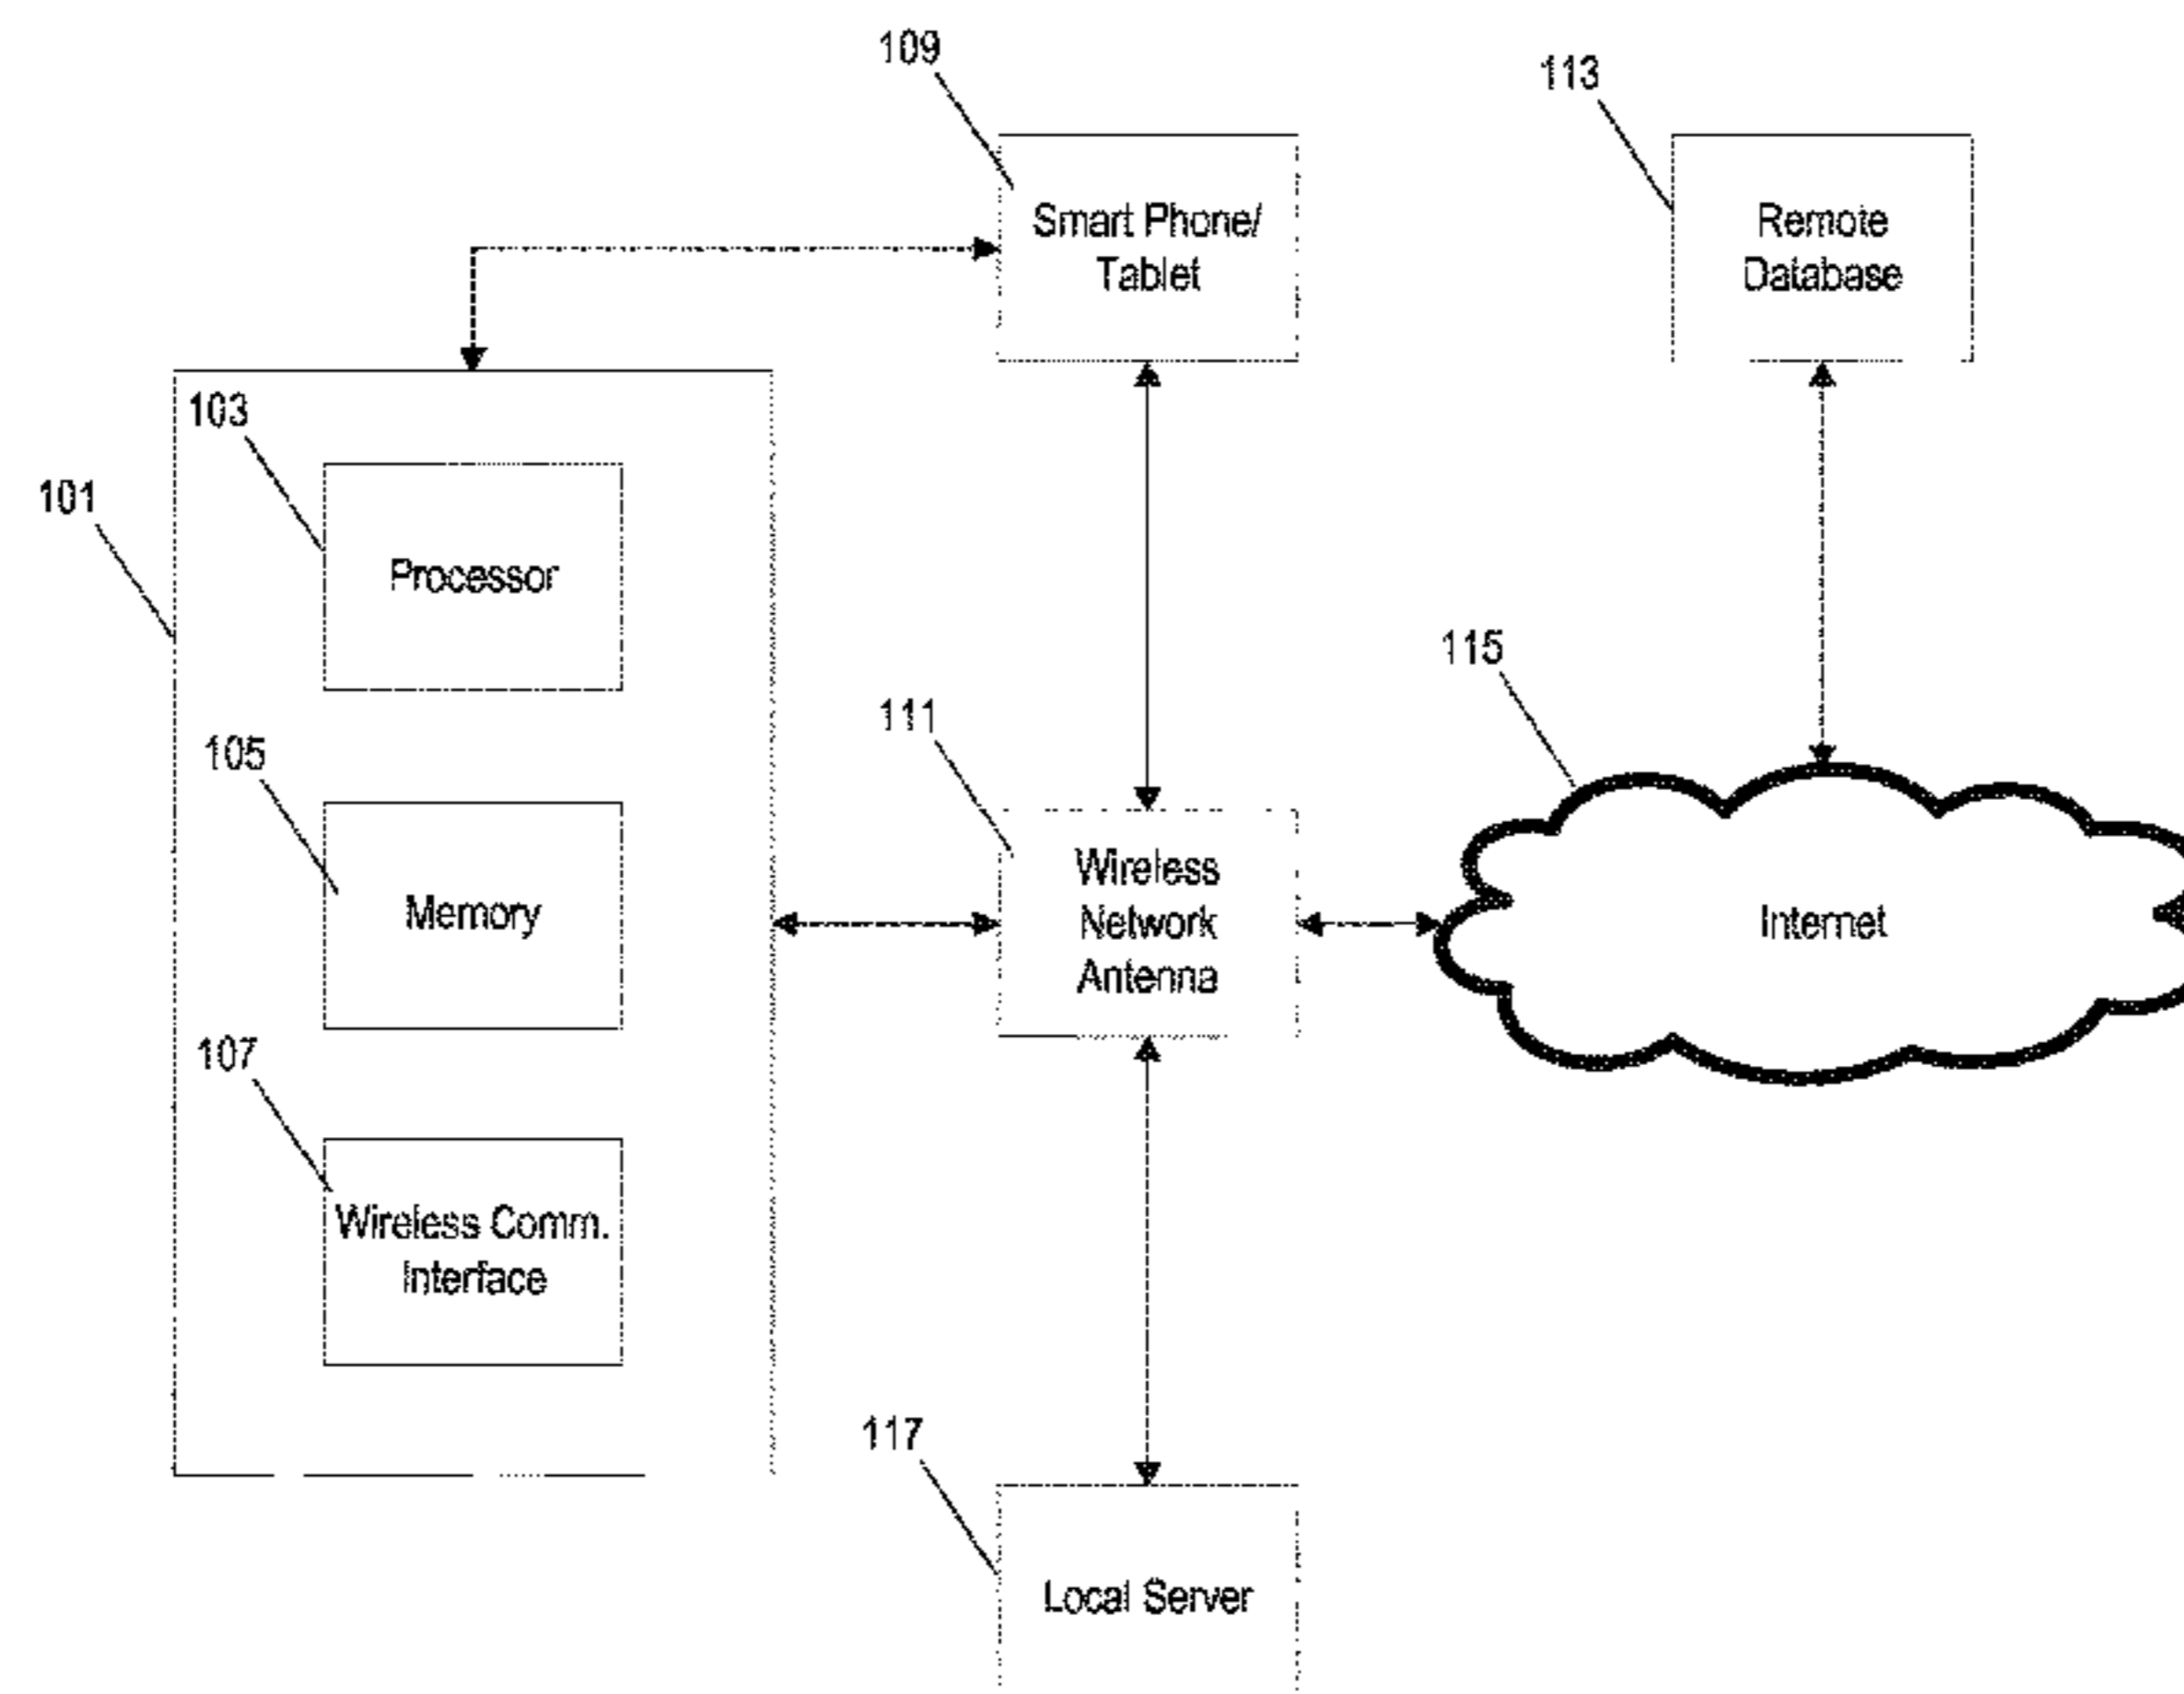 109
113
Smart Phone/
Tablet
Remote
Database
103
101
Processor
115
111
105
Wireless
Network
Antenna
Memory
Internet
107
Wireless Comm.
Interface
117
Local Server